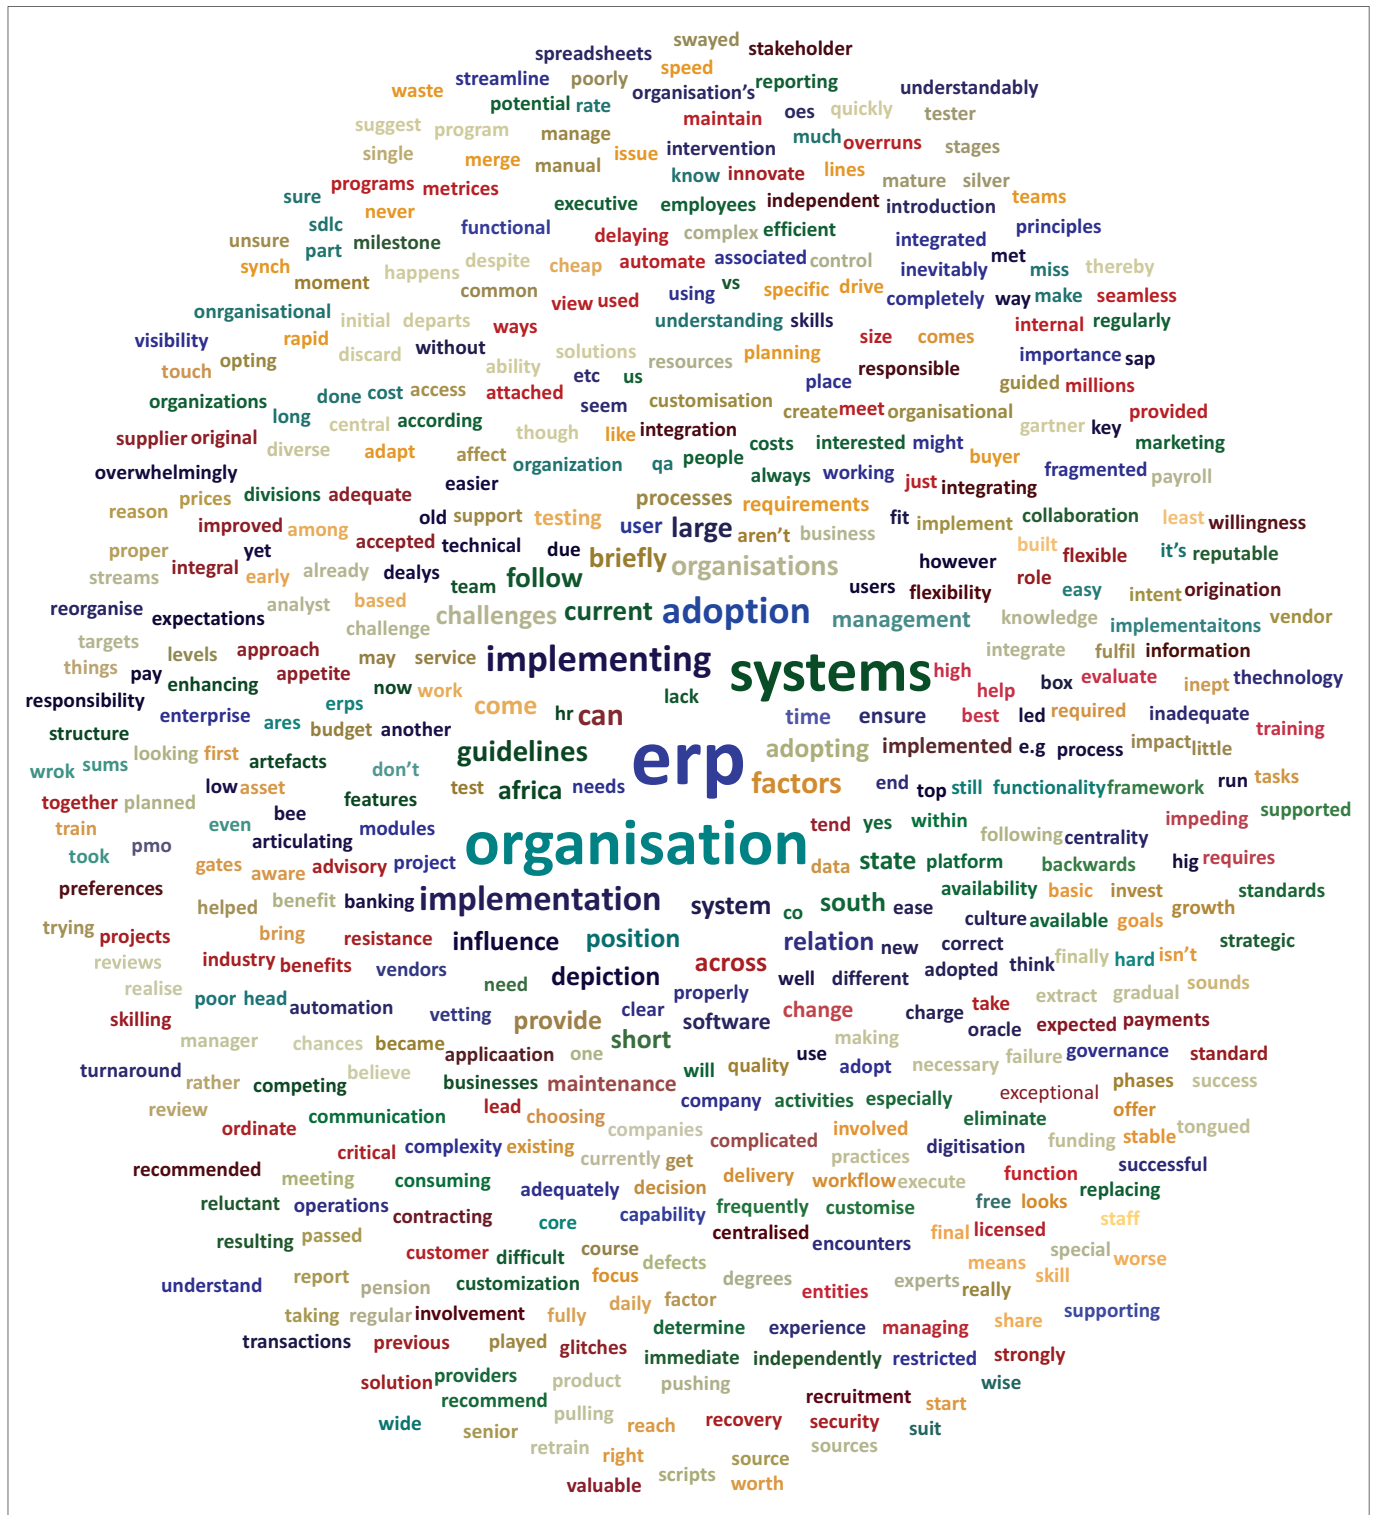 swayed
spreadsheets stakeholder
streamline poorly speed reporting
waste organisation's understandably
potential rate maintain oes quickly tester
suggest program manage much overruns stages
single merge manual issue intervention
know innovate lines mature silver
sure programs metrices
never executive employees independent introduction teams
sdlc functional delaying complex efficient principles
unsure part milestone integrated met
synch happens despite cheap automate associated control inevitably miss thereby
moment common view used using vs specific drive completely way make seamless
onrganisational initial departs ways understanding skills internal regularly
visibility rapid discard without solutions size comes
touch opting ability resources planning importance sap
etc us place responsible guided millions
organizations done cost access attached seem customisation create meet organisational provided
long central according though like integration gartner key
supplier original diverse adapt affect organization qa people costs interested might buyer marketing
overwhelmingly easier always working just integrating fragmented payroll
reason prices divisions adequate processes requirements
improved among old support testing user large aren't business fit implement collaboration least willingness
proper yet accepted technical due briefly organisations however built flexible it's reputable
streams integral early already dealys team follow users flexibility role easy intent origination
reorganise expectations analyst based challenges current adoption management knowledge implementaitons vendor
targets challenge
things levels approach may service implementing systems high integrate fulfil information
responsibility pay enhancing appetite now work lack help box evaluate inept thechnology
structure enterprise ares erps budget another come hr can time ensure best led required inadequate training
wrok sums looking first artefacts don't guidelines erp adopting implemented e.g process impact little
together planned low asset features test africa needs factors end top still functionality framework run tasks
train bee even articulating modules organisation tend yes within following centrality impeding supported
took pmo gates aware advisory project data state platform backwards hig requires
preferences helped benefit banking implementation system co south ease availability basic invest standards
trying projects bring resistance influence position relation new culture available goals growth
reviews industry benefits vendors depiction across well different correct adopted think finally hard isn't strategic
realise poor head automation need properly extract gradual sounds
skilling vetting provide clear software change charge take oracle expected payments
manager chances became applicaation one short making
turnaround rather competing believe businesses maintenance will quality use adopt necessary failure governance standard
review communication lead choosing company activities especially exceptional phases success
ordinate companies complicated involved eliminate offer
critical complexity existing currently get practices digitisation funding stable tongued
recommended meeting consuming adequately decision delivery workflow execute function successful
reluctant operations contracting core capability frequently customise free looks replacing
resulting passed customer difficult course centralised encounters final licensed staff
understand report pension customization focus defects degrees entities experts really means skill special worse
taking regular involvement fully daily factor share supporting
transactions previous played glitches determine experience managing
solution providers product immediate independently restricted strongly
recommend pushing wise
wide senior pulling reach recovery recruitment security start suit
retrain right source sources
valuable scripts worth